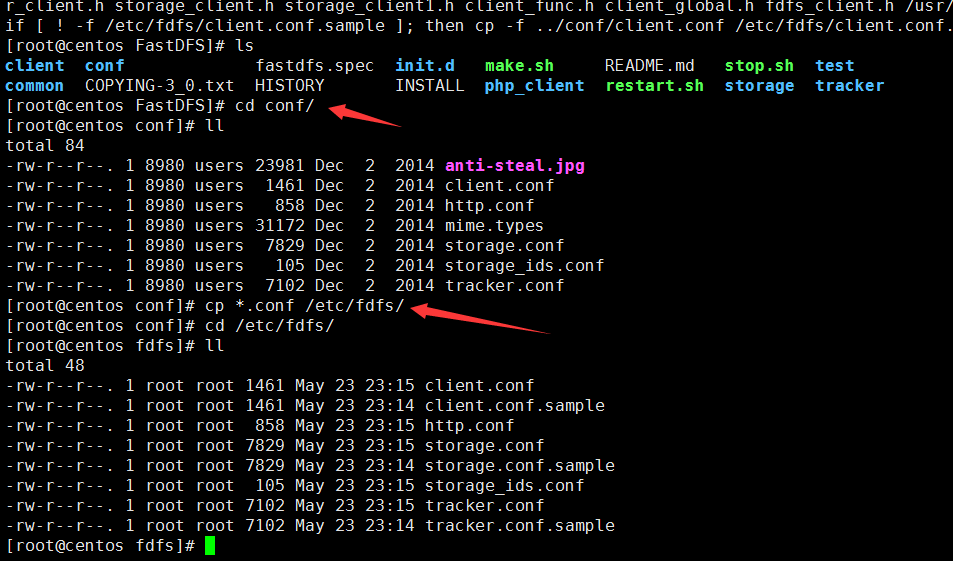 r_client.h storage_client.h storage_client1.h client_func.h client_global.h fdfs_client.h /usr/
if [ ! -f /etc/fdfs/client.conf.sample ]; then cp -f ../conf/client.conf /etc/fdfs/client.conf.
[root@centos FastDFS]# ls
client  conf             fastdfs.spec  init.d      make.sh     README.md  stop.sh  test
common  COPYING-3_0.txt  HISTORY       INSTALL  php_client  restart.sh  storage  tracker
[root@centos FastDFS]# cd conf/
[root@centos conf]# ll
total 84
-rw-r--r--. 1 8980 users 23981 Dec  2  2014 anti-steal.jpg
-rw-r--r--. 1 8980 users  1461 Dec  2  2014 client.conf
-rw-r--r--. 1 8980 users   858 Dec  2  2014 http.conf
-rw-r--r--. 1 8980 users 31172 Dec  2  2014 mime.types
-rw-r--r--. 1 8980 users  7829 Dec  2  2014 storage.conf
-rw-r--r--. 1 8980 users   105 Dec  2  2014 storage_ids.conf
-rw-r--r--. 1 8980 users  7102 Dec  2  2014 tracker.conf
[root@centos conf]# cp *.conf /etc/fdfs/
[root@centos conf]# cd /etc/fdfs/
[root@centos fdfs]# ll
total 48
-rw-r--r--. 1 root root 1461 May 23 23:15 client.conf
-rw-r--r--. 1 root root 1461 May 23 23:14 client.conf.sample
-rw-r--r--. 1 root root  858 May 23 23:15 http.conf
-rw-r--r--. 1 root root 7829 May 23 23:15 storage.conf
-rw-r--r--. 1 root root 7829 May 23 23:14 storage.conf.sample
-rw-r--r--. 1 root root  105 May 23 23:15 storage_ids.conf
-rw-r--r--. 1 root root 7102 May 23 23:15 tracker.conf
-rw-r--r--. 1 root root 7102 May 23 23:14 tracker.conf.sample
[root@centos fdfs]#